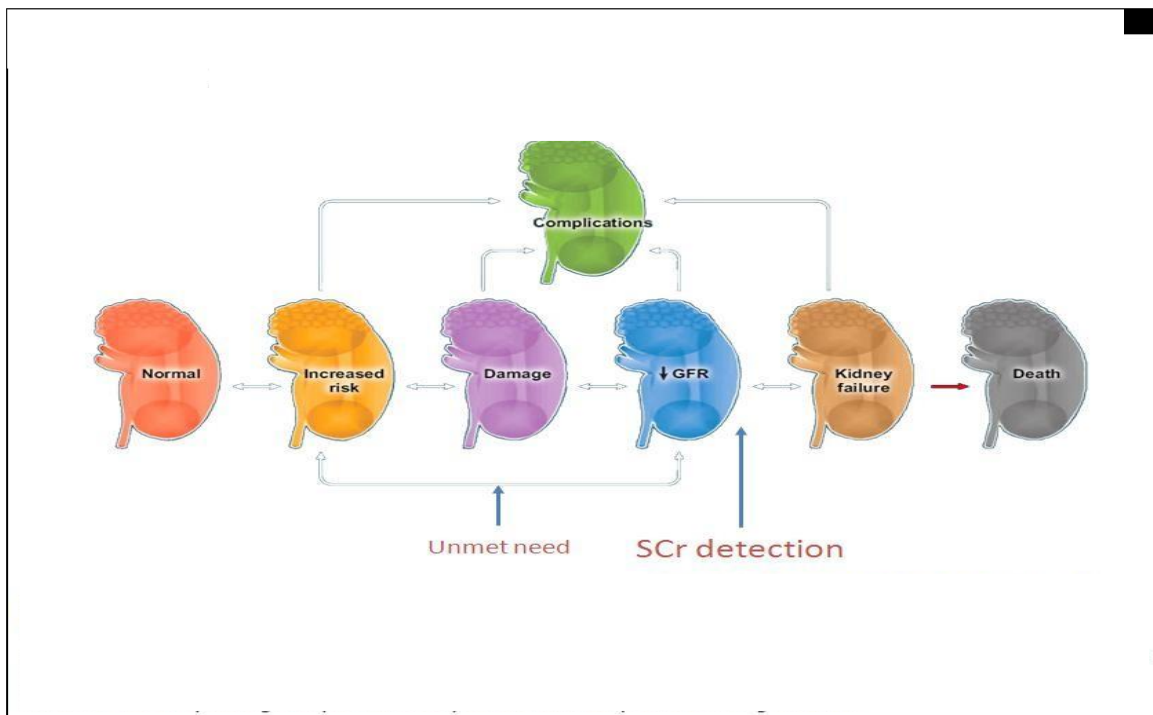 Complications
Normal
Increased
risk
Damage
↓ GFR
Kidney
failure
Death
Unmet need
SCr detection